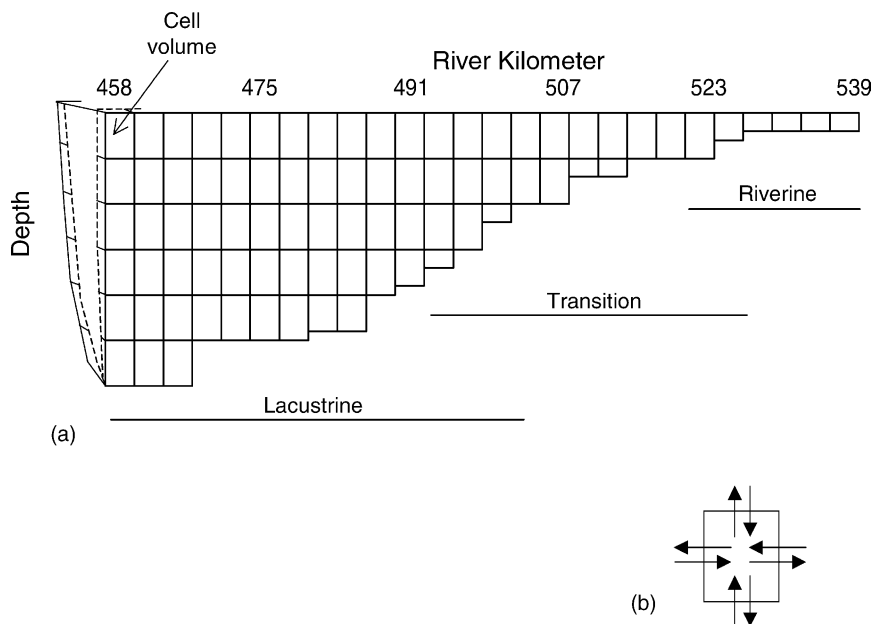 Cell
volume
River Kilometer
458 475 491 507 523 539
Depth
Riverine
Transition
Lacustrine
(a)
(b)